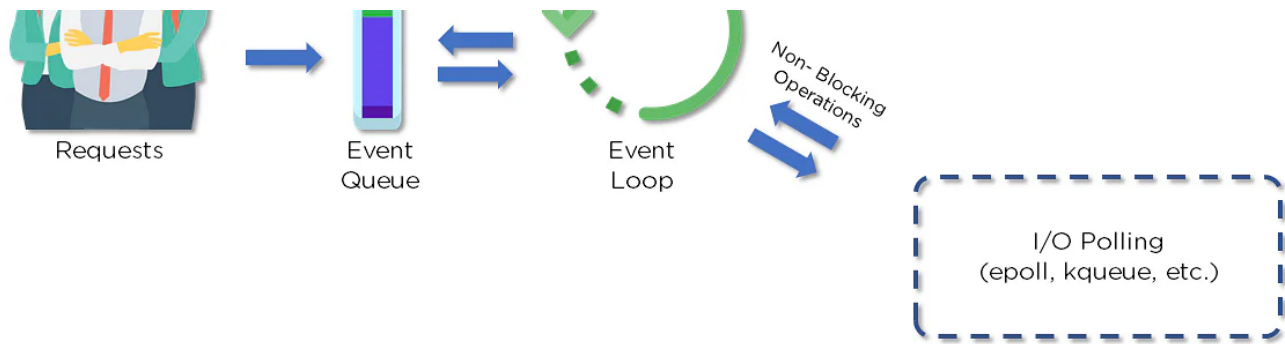 Non- Blocking
Operations
Requests
Event
Queue
Event
Loop
I/O Polling
(epoll, kqueue, etc.)